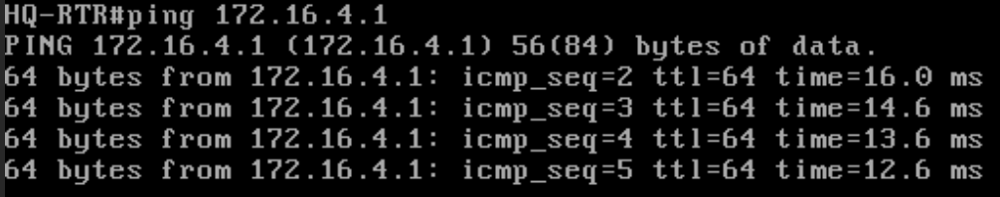 HQ-RTR#ping 172.16.4.1
PING 172.16.4.1 (172.16.4.1) 56(84) bytes of data.
64 bytes from 172.16.4.1: icmp_seq=2 ttl=64 time=16.0 ms
64 bytes from 172.16.4.1: icmp_seq=3 ttl=64 time=14.6 ms
64 bytes from 172.16.4.1: icmp_seq=4 ttl=64 time=13.6 ms
64 bytes from 172.16.4.1: icmp_seq=5 ttl=64 time=12.6 ms